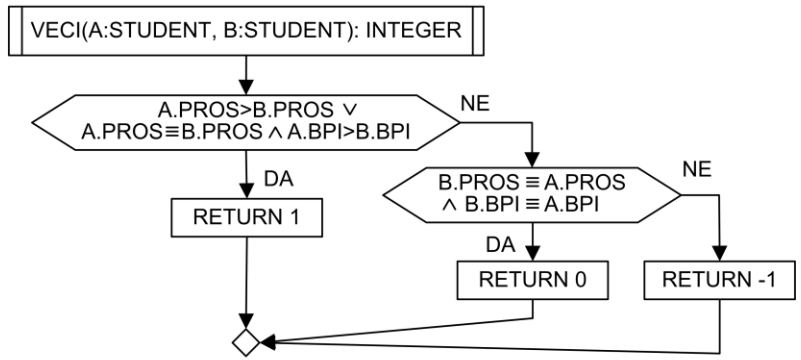 VECI(A:STUDENT, B:STUDENT): INTEGER
A.PROS>B.PROS ∨
A.PROS≡B.PROS ∧ A.BPI>B.BPI
NE
DA
RETURN 1
B.PROS ≡ A.PROS
∧ B.BPI ≡ A.BPI
NE
DA
RETURN 0
RETURN -1